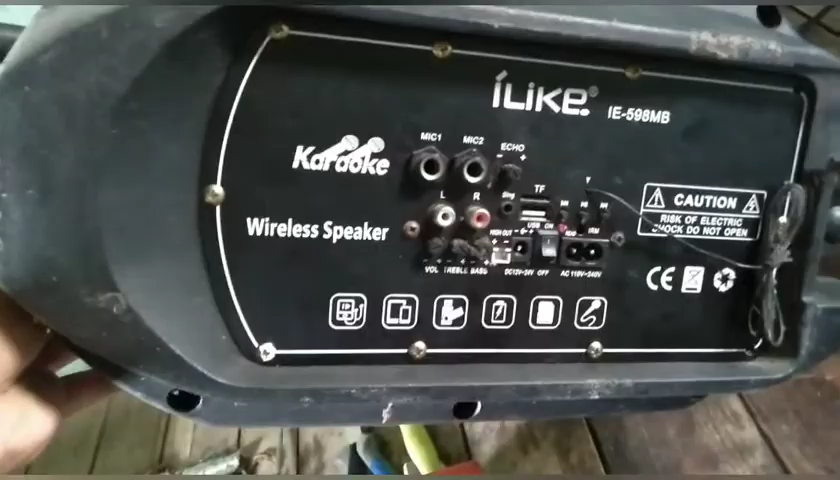 iLiKe®
IE-598MB
Karaoke
MIC1
MIC2
ECHO
- +
L
R
TF
USB
ON
Wireless Speaker
VOL TREBLE BASS
DC12V-24V
OFF
AC 110V-240V
CAUTION
RISK OF ELECTRIC
SHOCK DO NOT OPEN
CE